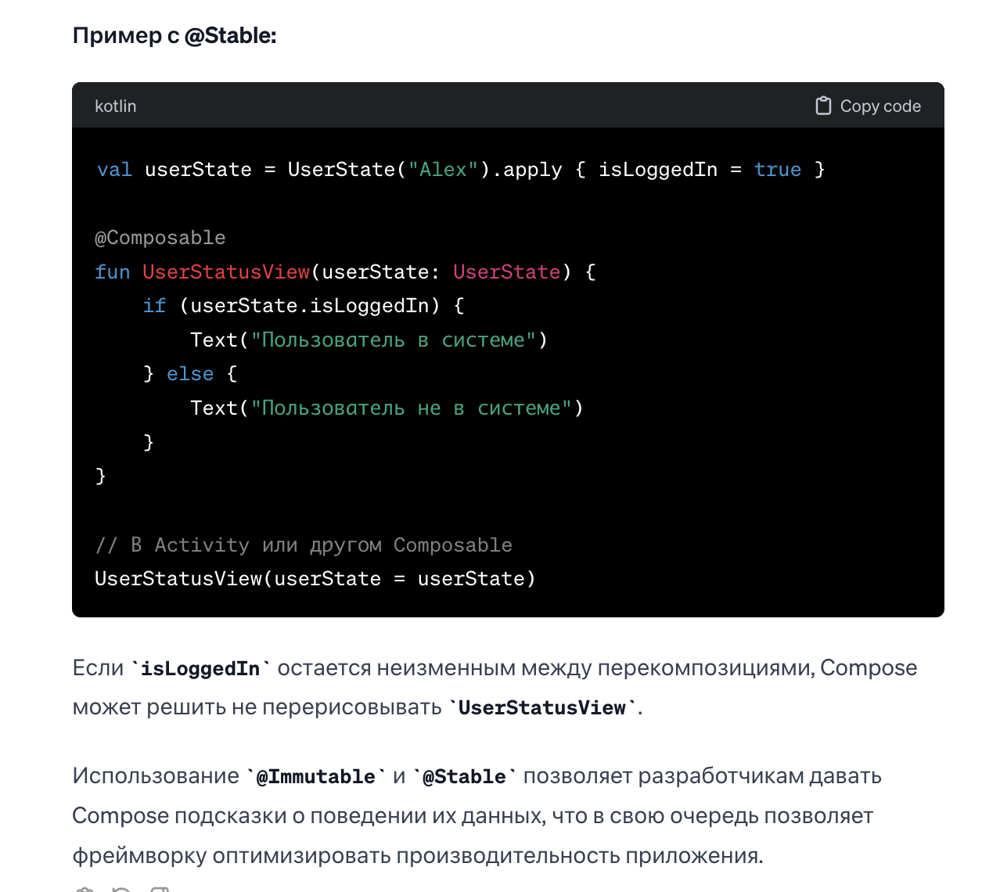 Пример с @Stable:
kotlin
Copy code
val userState = UserState("Alex").apply { isLoggedIn = true }
@Composable
fun UserStatusView(userState: UserState) {
    if (userState.isLoggedIn) {
        Text("Пользователь в системе")
    } else {
        Text("Пользователь не в системе")
    }
}
// В Activity или другом Composable
UserStatusView(userState = userState)
Если `isLoggedIn` остается неизменным между перекомпозициями, Compose
может решить не перерисовывать `UserStatusView`.
Использование `@Immutable` и `@Stable` позволяет разработчикам давать
Compose подсказки о поведении их данных, что в свою очередь позволяет
фреймворку оптимизировать производительность приложения.